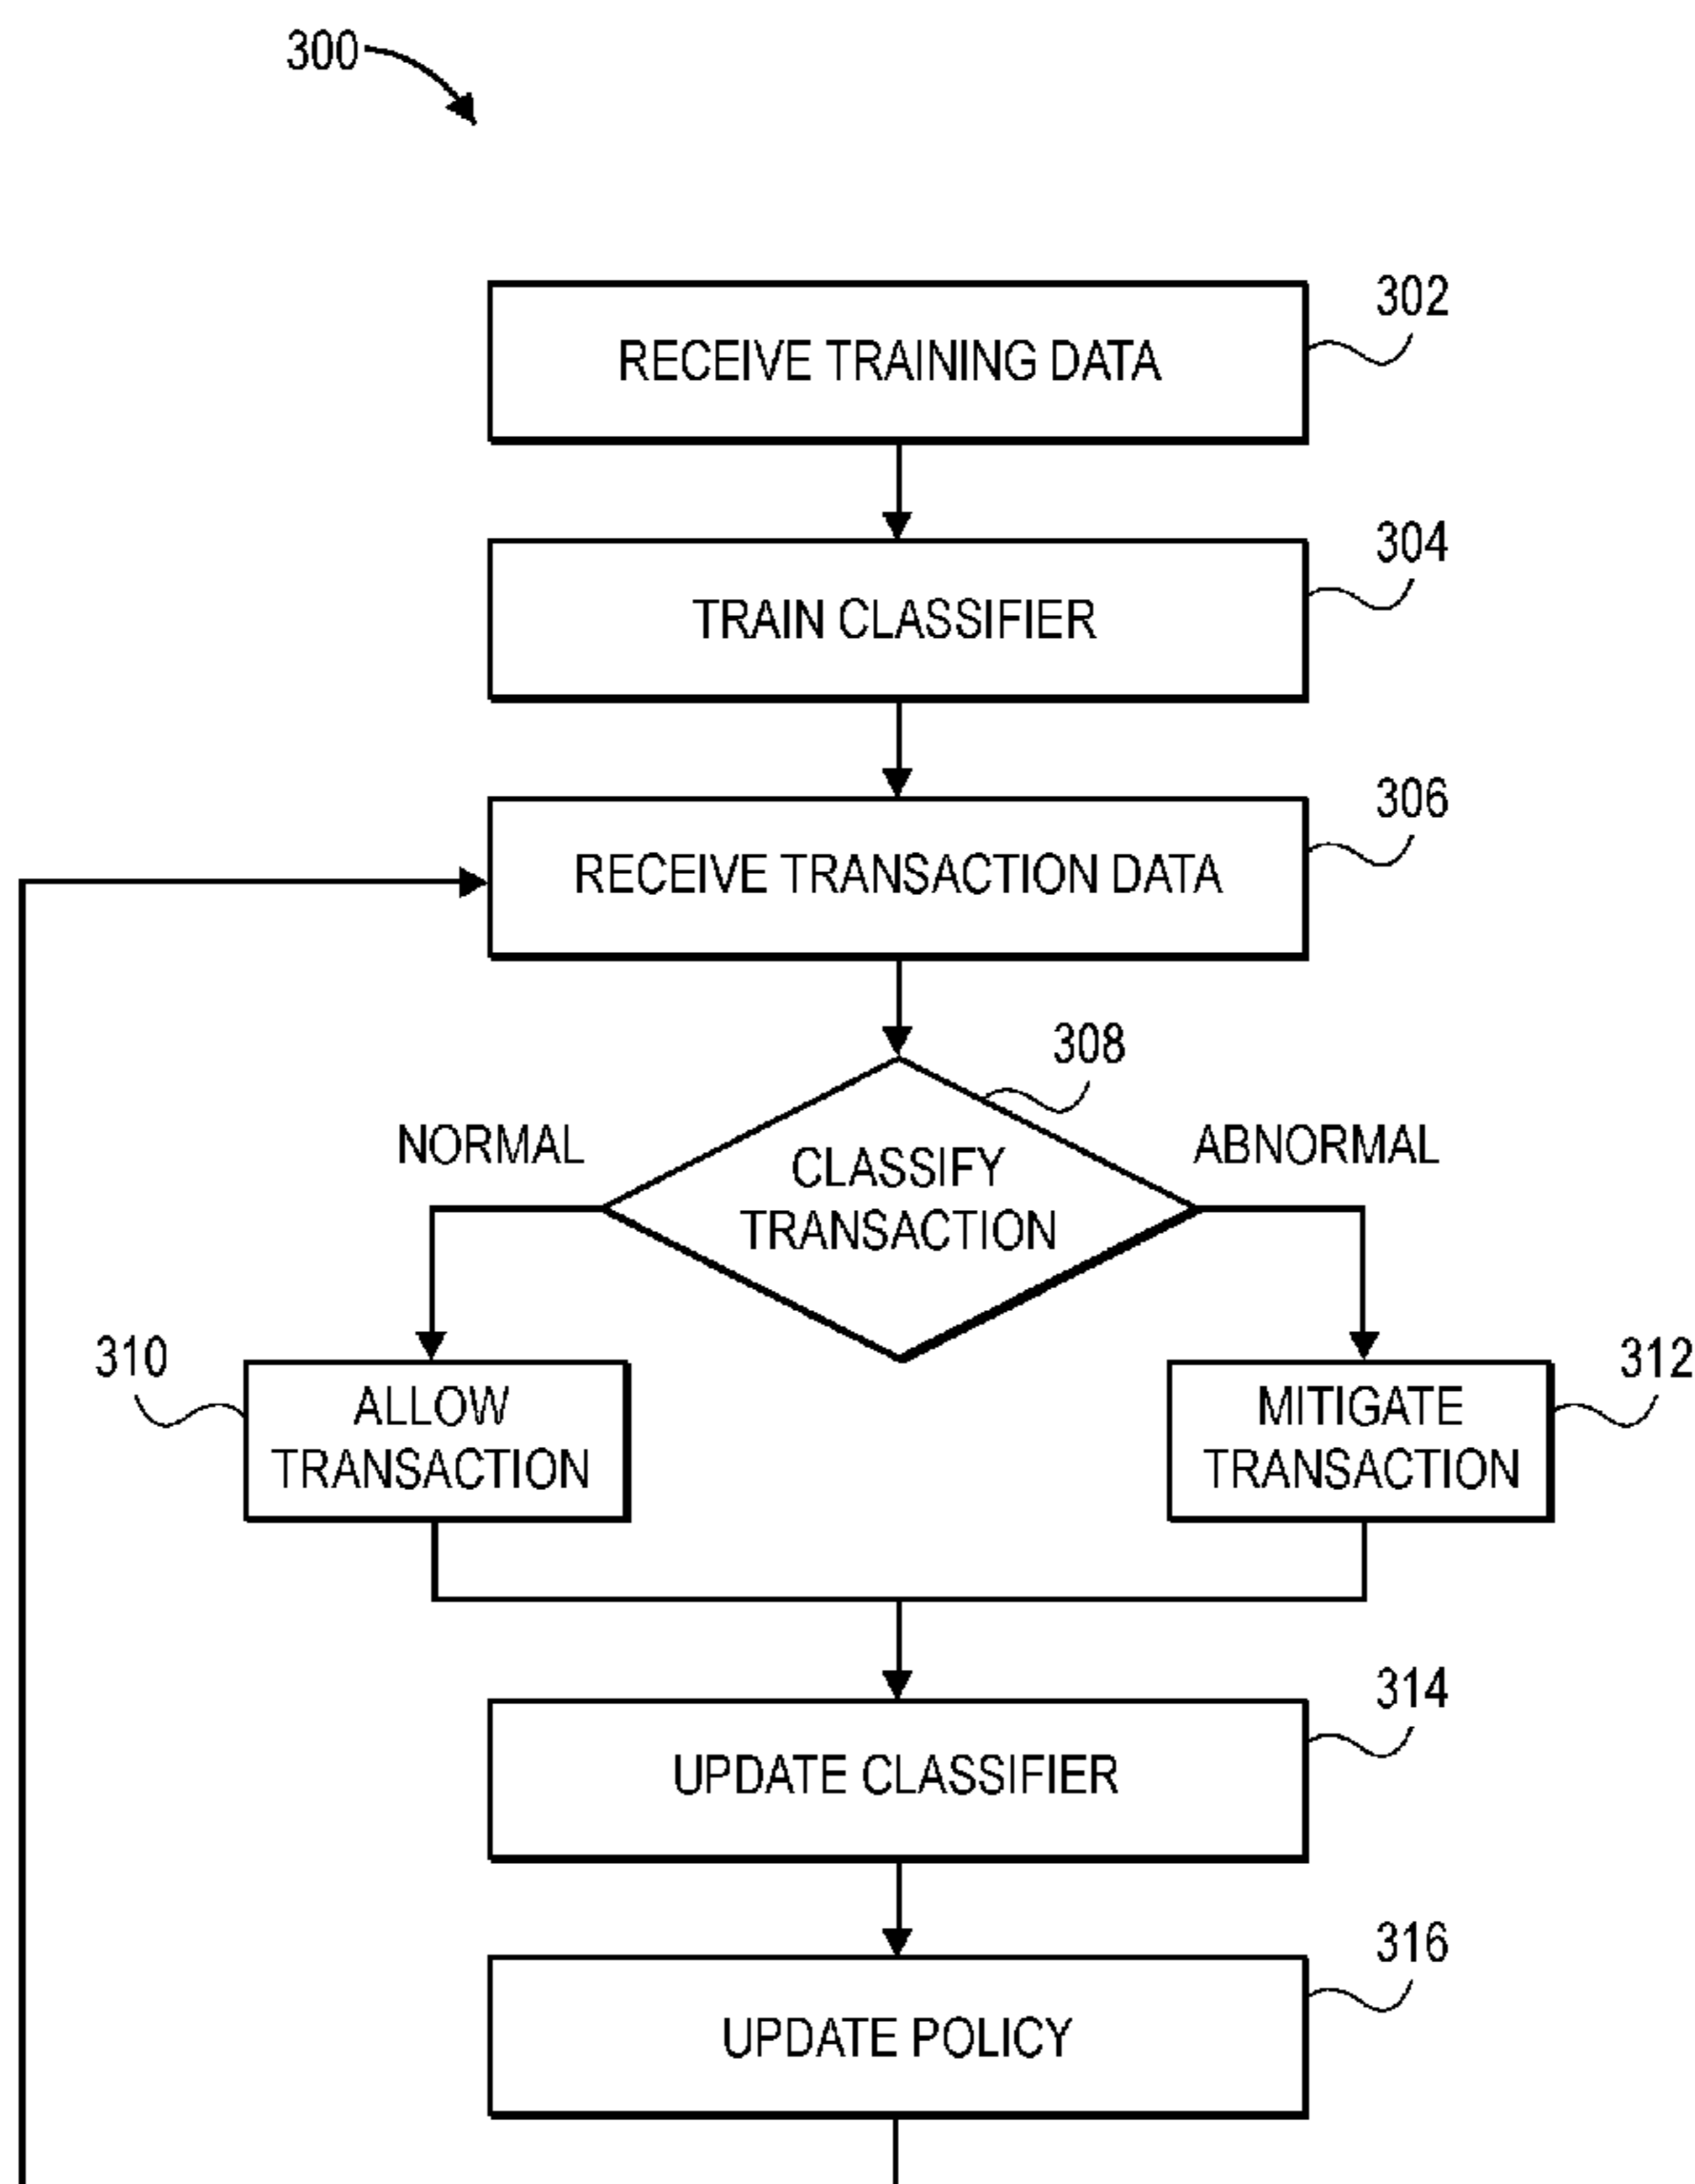 300
302
RECEIVE TRAINING DATA
304
TRAIN CLASSIFIER
306
RECEIVE TRANSACTION DATA
308
NORMAL
CLASSIFY
TRANSACTION
ABNORMAL
310
ALLOW
TRANSACTION
312
MITIGATE
TRANSACTION
314
UPDATE CLASSIFIER
316
UPDATE POLICY